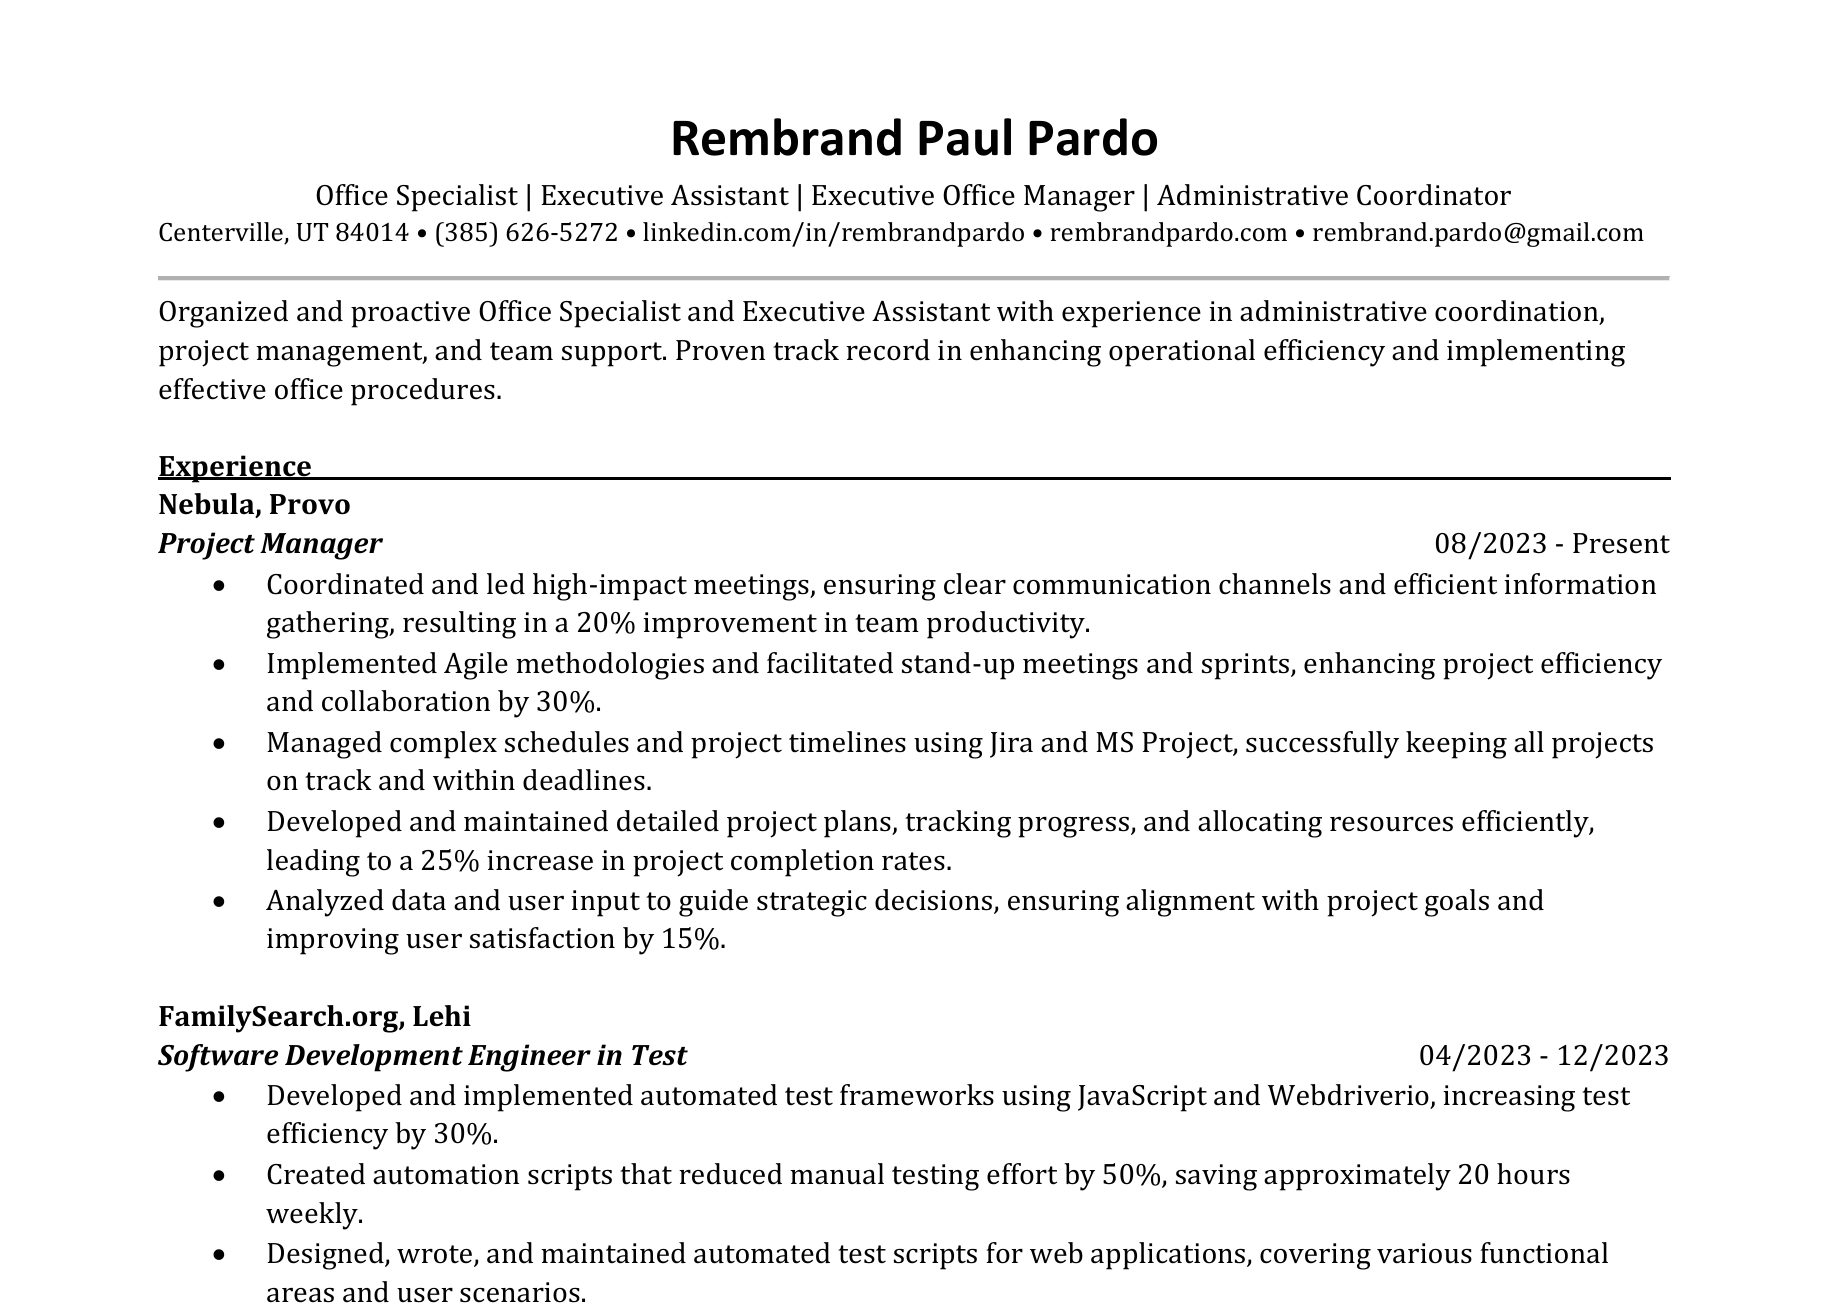 Rembrand Paul Pardo
Office Specialist | Executive Assistant | Executive Office Manager | Administrative Coordinator
Centerville, UT 84014 • (385) 626-5272 • linkedin.com/in/rembrandpardo • rembrandpardo.com • rembrand.pardo@gmail.com
Organized and proactive Office Specialist and Executive Assistant with experience in administrative coordination,
project management, and team support. Proven track record in enhancing operational efficiency and implementing
effective office procedures.
Experience
Nebula, Provo
Project Manager 08/2023 - Present
• Coordinated and led high-impact meetings, ensuring clear communication channels and efficient information
gathering, resulting in a 20% improvement in team productivity.
• Implemented Agile methodologies and facilitated stand-up meetings and sprints, enhancing project efficiency
and collaboration by 30%.
• Managed complex schedules and project timelines using Jira and MS Project, successfully keeping all projects
on track and within deadlines.
• Developed and maintained detailed project plans, tracking progress, and allocating resources efficiently,
leading to a 25% increase in project completion rates.
• Analyzed data and user input to guide strategic decisions, ensuring alignment with project goals and
improving user satisfaction by 15%.
FamilySearch.org, Lehi
Software Development Engineer in Test 04/2023 - 12/2023
• Developed and implemented automated test frameworks using JavaScript and Webdriverio, increasing test
efficiency by 30%.
• Created automation scripts that reduced manual testing effort by 50%, saving approximately 20 hours
weekly.
• Designed, wrote, and maintained automated test scripts for web applications, covering various functional
areas and user scenarios.